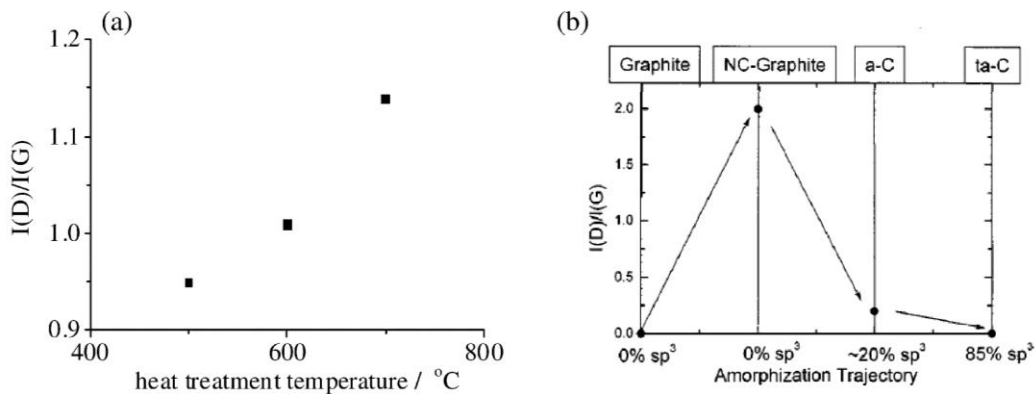 (a)
1.2
1.1
1.0
0.9
I(D)/I(G)
400
600
800
heat treatment temperature / °C
(b)
Graphite
NC-Graphite
a-C
ta-C
2.0
1.5
1.0
0.5
0.0
I(D)/I(G)
0% sp³
0% sp³
~20% sp³
85% sp³
Amorphization Trajectory